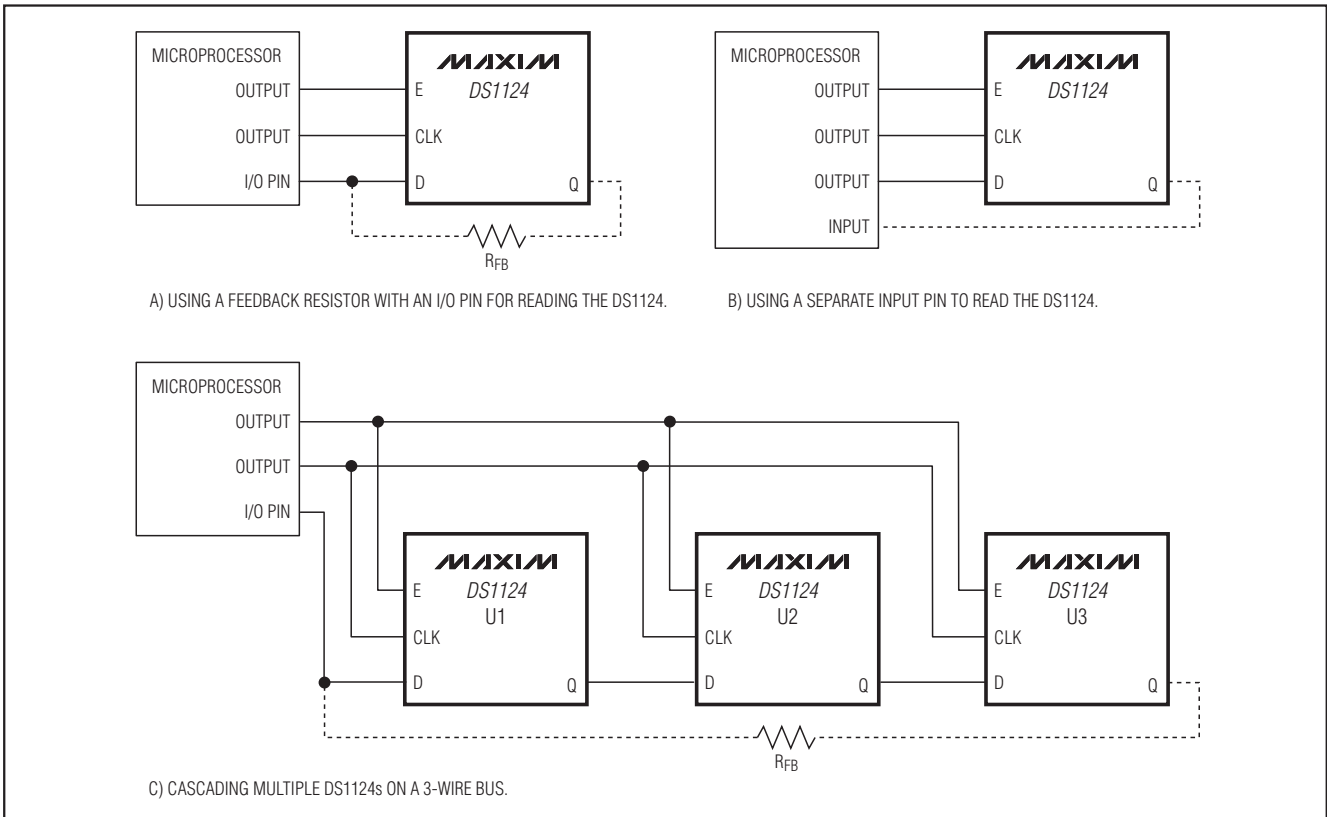 MICROPROCESSOR
OUTPUT
OUTPUT
I/O PIN
MAXIM
DS1124
E
CLK
D
Q
RFB
A) USING A FEEDBACK RESISTOR WITH AN I/O PIN FOR READING THE DS1124.
MICROPROCESSOR
OUTPUT
OUTPUT
OUTPUT
INPUT
MAXIM
DS1124
E
CLK
D
Q
B) USING A SEPARATE INPUT PIN TO READ THE DS1124.
MICROPROCESSOR
OUTPUT
OUTPUT
I/O PIN
MAXIM
DS1124
U1
E
CLK
D
Q
MAXIM
DS1124
U2
E
CLK
D
Q
MAXIM
DS1124
U3
E
CLK
D
Q
RFB
C) CASCADING MULTIPLE DS1124s ON A 3-WIRE BUS.